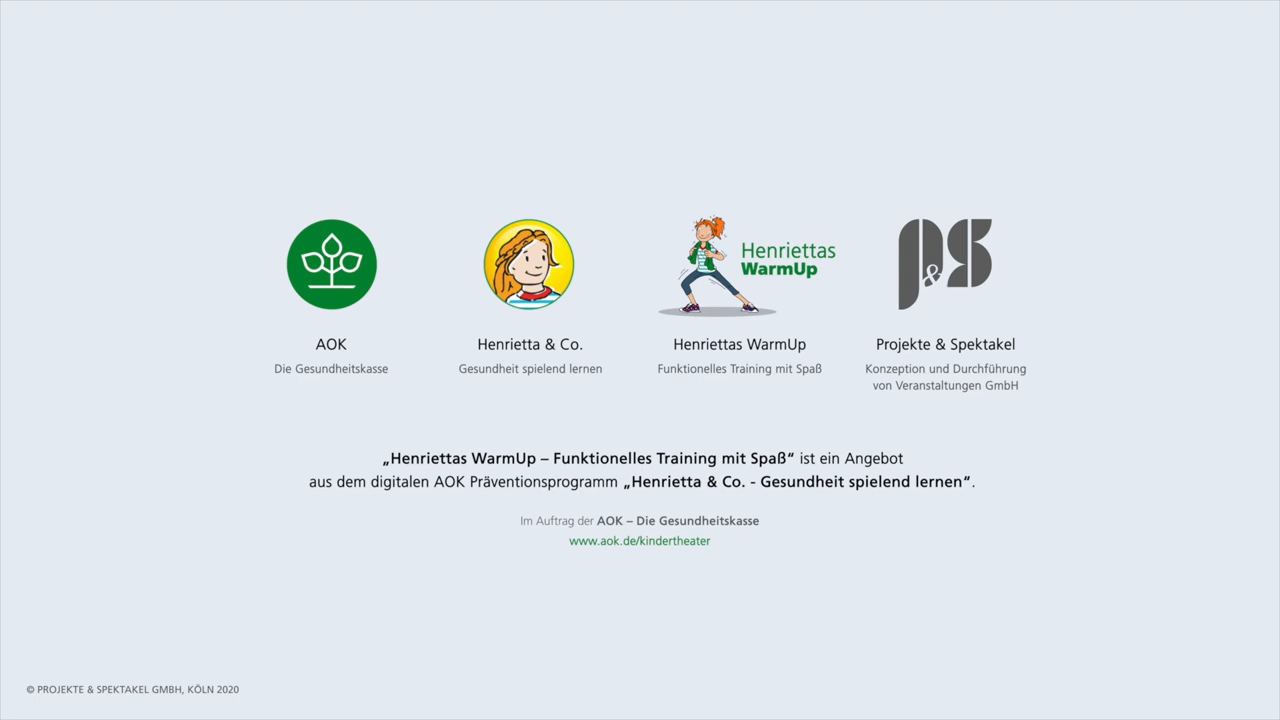 Henriettas
WarmUp
p&s
AOK
Die Gesundheitskasse
Henrietta & Co.
Gesundheit spielend lernen
Henriettas WarmUp
Funktionelles Training mit Spaß
Projekte & Spektakel
Konzeption und Durchführung
von Veranstaltungen GmbH
„Henriettas WarmUp – Funktionelles Training mit Spaß“ ist ein Angebot
aus dem digitalen AOK Präventionsprogramm „Henrietta & Co. - Gesundheit spielend lernen“.
Im Auftrag der AOK – Die Gesundheitskasse
www.aok.de/kindertheater
© PROJEKTE & SPEKTAKEL GMBH, KÖLN 2020